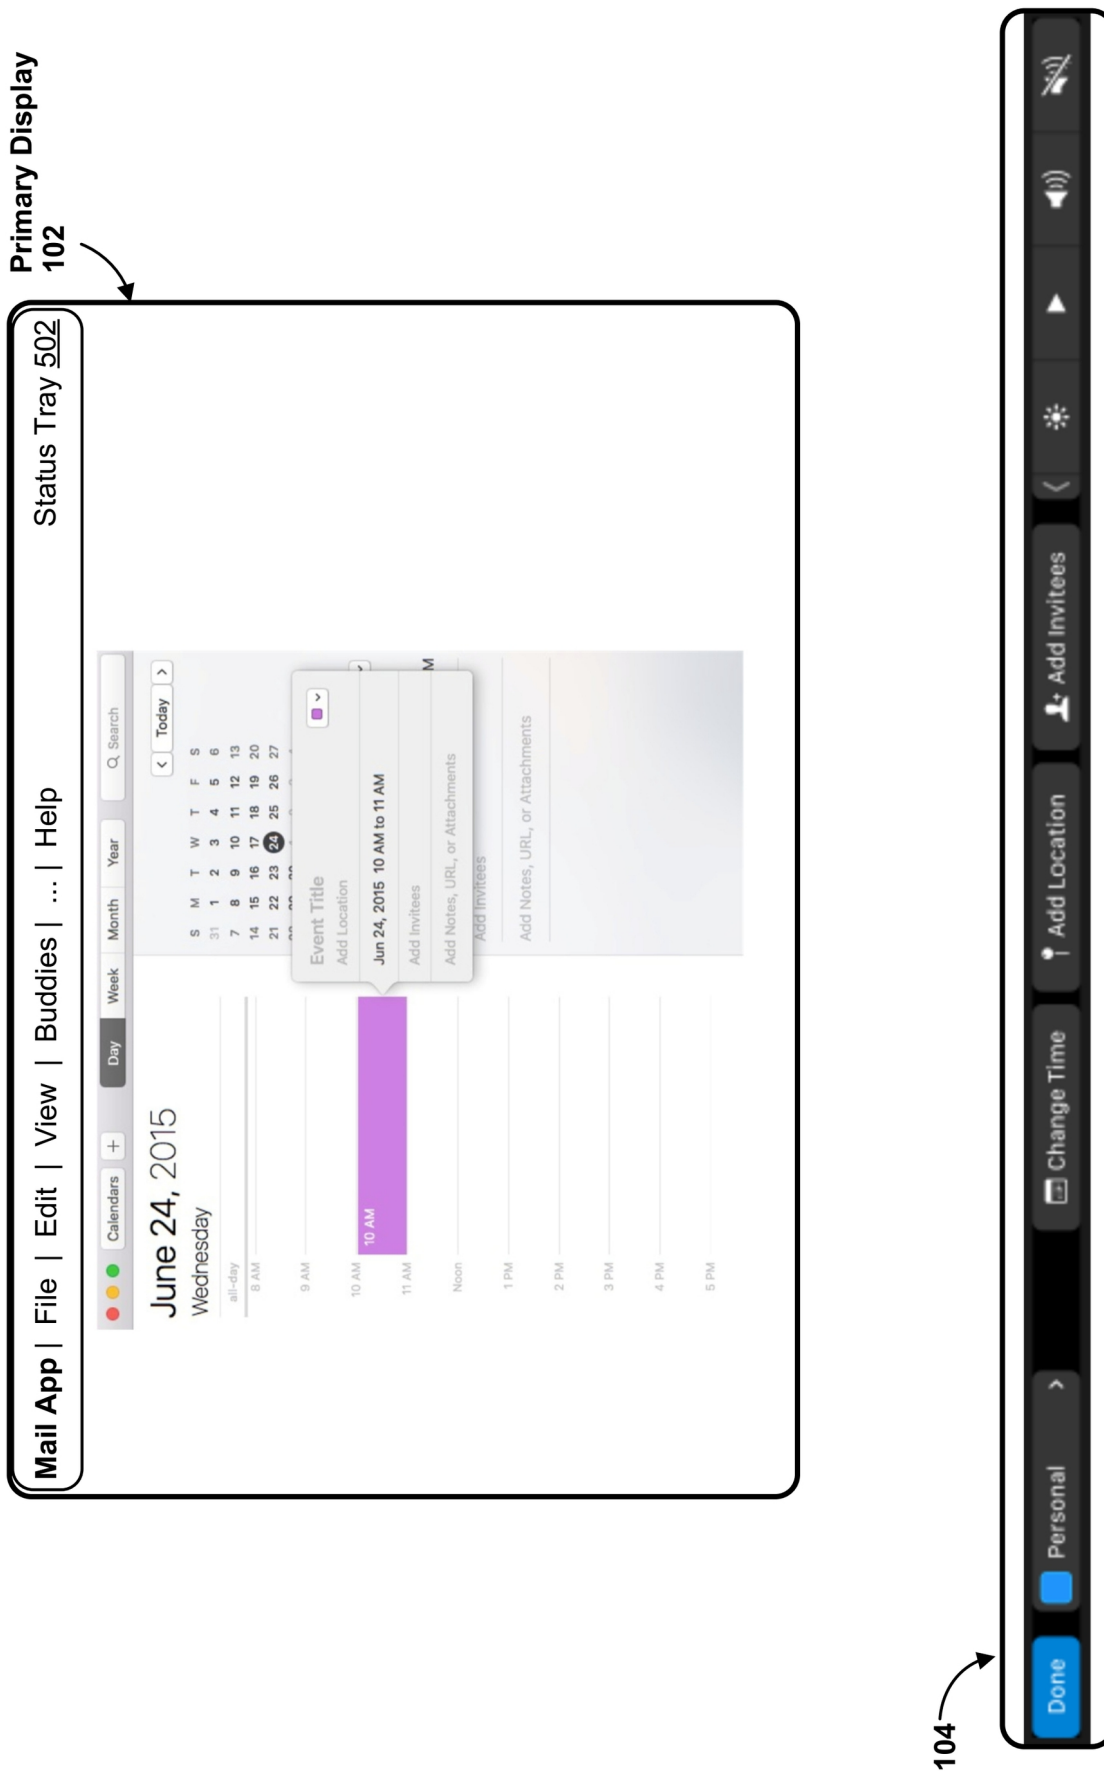 Primary Display
102
Mail App | File | Edit | View | Buddies | ... | Help
Status Tray 502
Calendars + Day Week Month Year Search
June 24, 2015
Wednesday
< Today >
all-day
8 AM
9 AM
10 AM
11 AM
Noon
1 PM
2 PM
3 PM
4 PM
5 PM
10 AM
S M T W T F S
31 1 2 3 4 5 6
7 8 9 10 11 12 13
14 15 16 17 18 19 20
21 22 23 24 25 26 27
Event Title
Add Location
Jun 24, 2015 10 AM to 11 AM
Add Invitees
Add Notes, URL, or Attachments
M
Add Invitees
Add Notes, URL, or Attachments
104
Done Personal Change Time Add Location Add Invitees